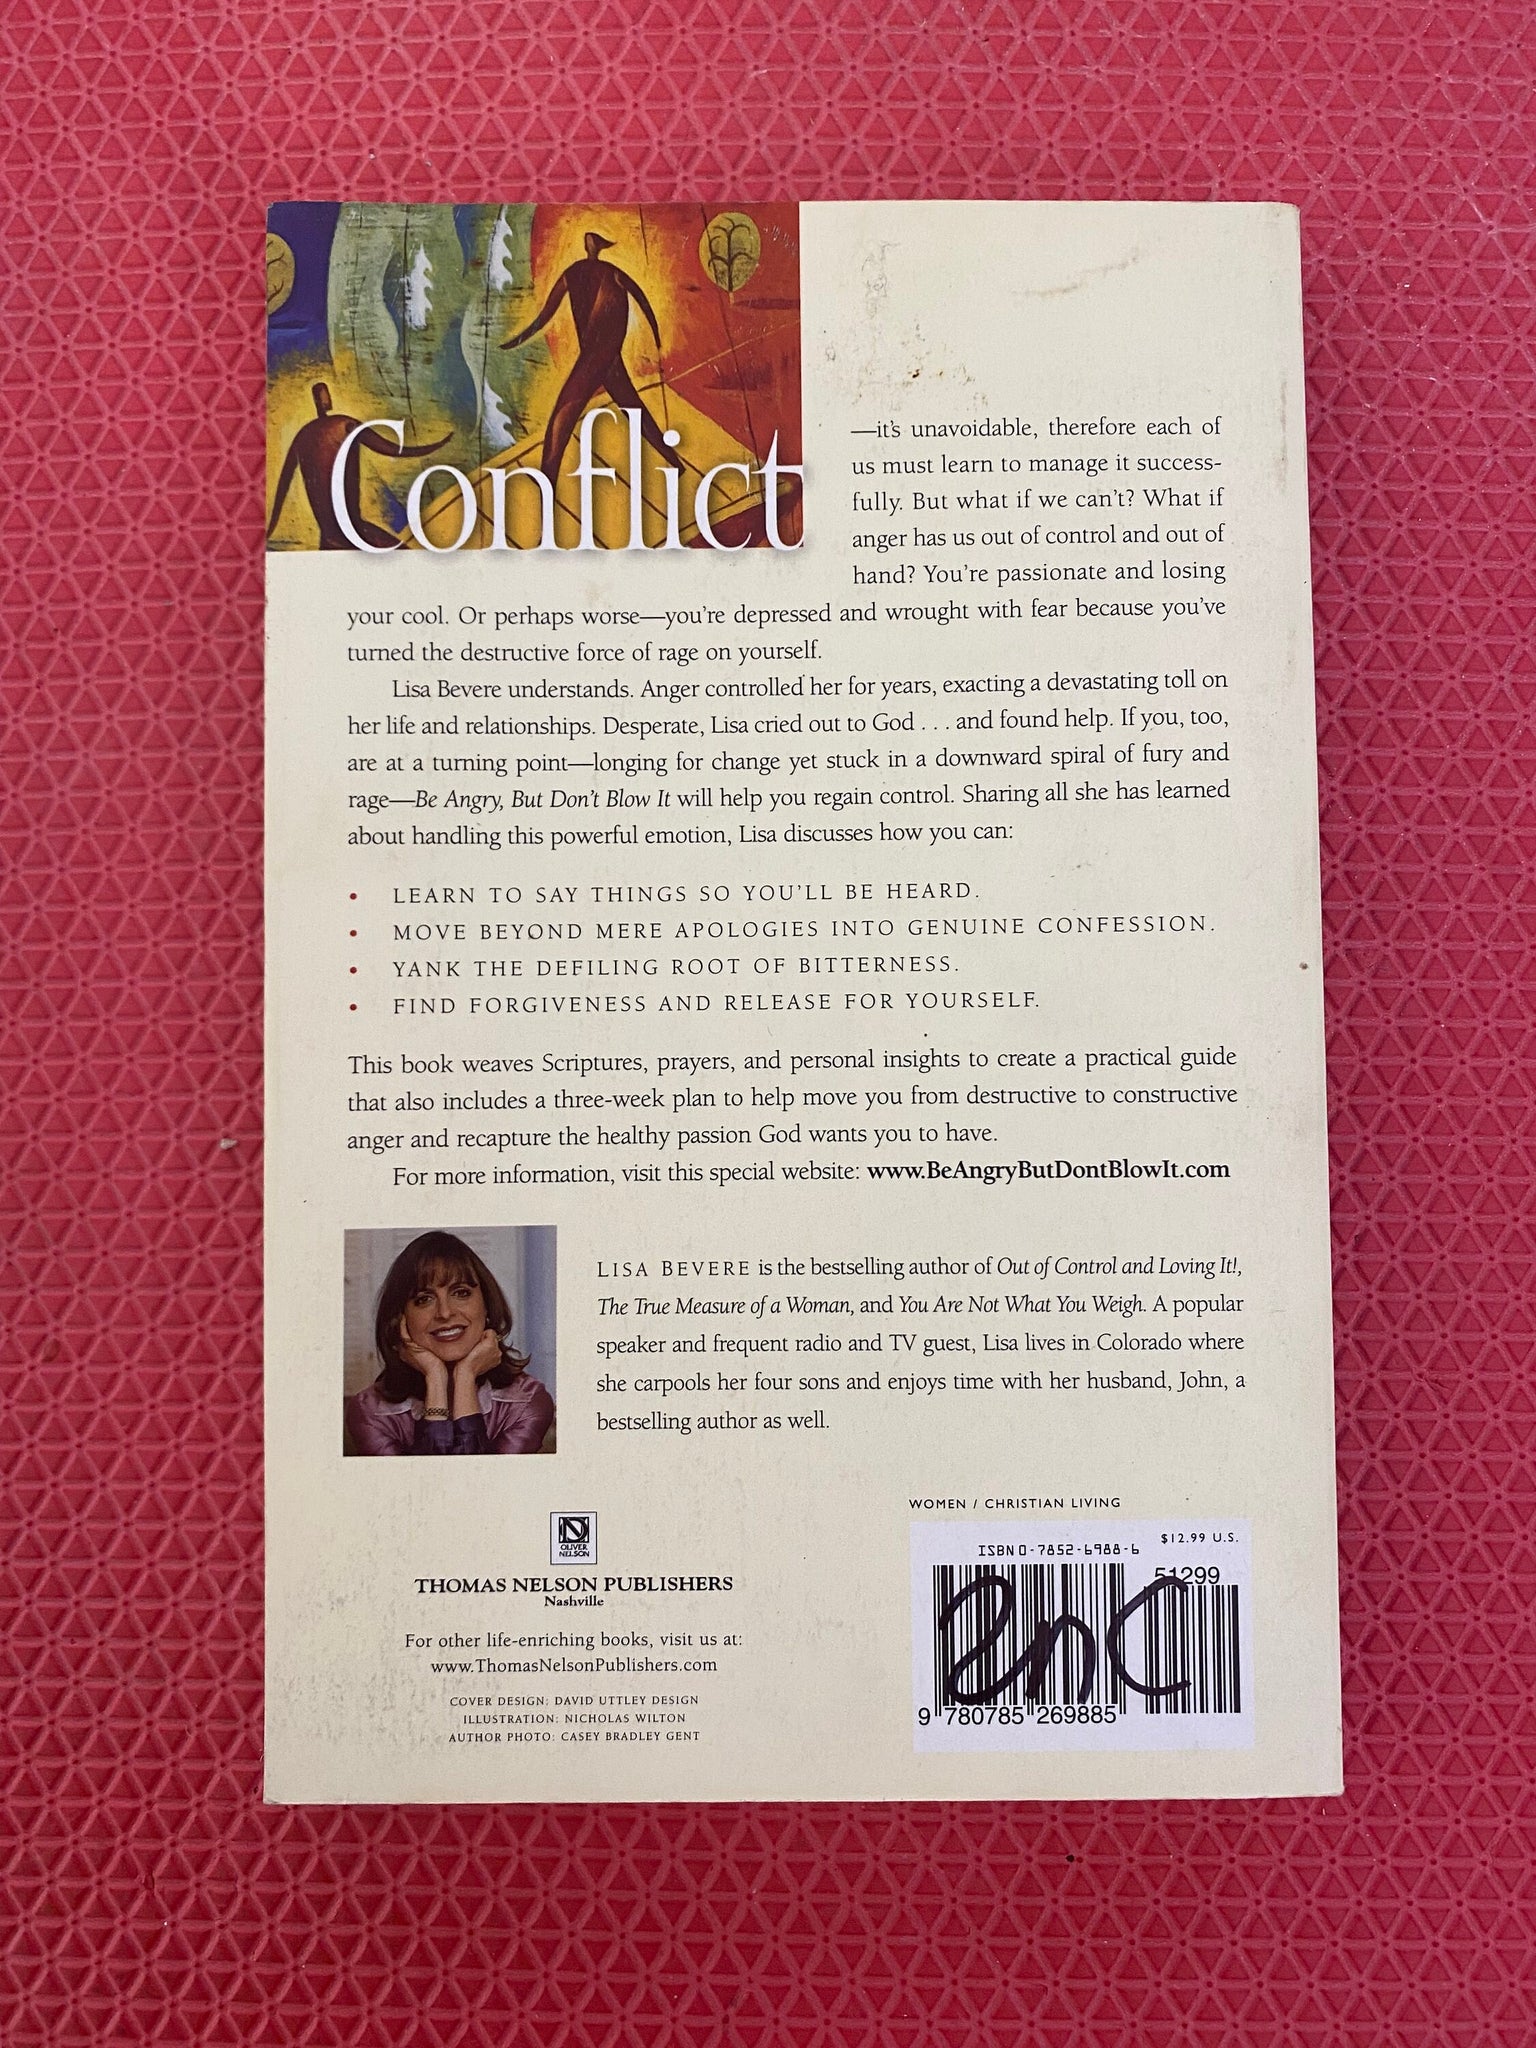 Conflict
—it's unavoidable, therefore each of
us must learn to manage it success-
fully. But what if we can't? What if
anger has us out of control and out of
hand? You're passionate and losing
your cool. Or perhaps worse—you're depressed and wrought with fear because you've
turned the destructive force of rage on yourself.
Lisa Bevere understands. Anger controlled her for years, exacting a devastating toll on
her life and relationships. Desperate, Lisa cried out to God . . . and found help. If you, too,
are at a turning point—longing for change yet stuck in a downward spiral of fury and
rage—Be Angry, But Don't Blow It will help you regain control. Sharing all she has learned
about handling this powerful emotion, Lisa discusses how you can:
• LEARN TO SAY THINGS SO YOU'LL BE HEARD.
• MOVE BEYOND MERE APOLOGIES INTO GENUINE CONFESSION.
• YANK THE DEFILING ROOT OF BITTERNESS.
• FIND FORGIVENESS AND RELEASE FOR YOURSELF.
This book weaves Scriptures, prayers, and personal insights to create a practical guide
that also includes a three-week plan to help move you from destructive to constructive
anger and recapture the healthy passion God wants you to have.
For more information, visit this special website: www.BeAngryButDontBlowIt.com
LISA BEVERE is the bestselling author of Out of Control and Loving It!,
The True Measure of a Woman, and You Are Not What You Weigh. A popular
speaker and frequent radio and TV guest, Lisa lives in Colorado where
she carpools her four sons and enjoys time with her husband, John, a
bestselling author as well.
N
OLIVER
NELSON
THOMAS NELSON PUBLISHERS
Nashville
For other life-enriching books, visit us at:
www.ThomasNelsonPublishers.com
COVER DESIGN: DAVID UTTLEY DESIGN
ILLUSTRATION: NICHOLAS WILTON
AUTHOR PHOTO: CASEY BRADLEY GENT
WOMEN / CHRISTIAN LIVING
$12.99 U.S.
ISBN 0-7852-6988-6
51299
9 780785 269885